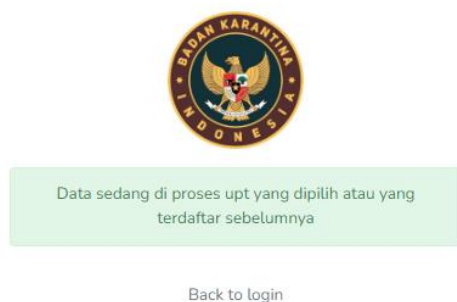 BADAN KARANTINA
INDONESIA
Data sedang di proses upt yang dipilih atau yang
terdaftar sebelumnya
Back to login